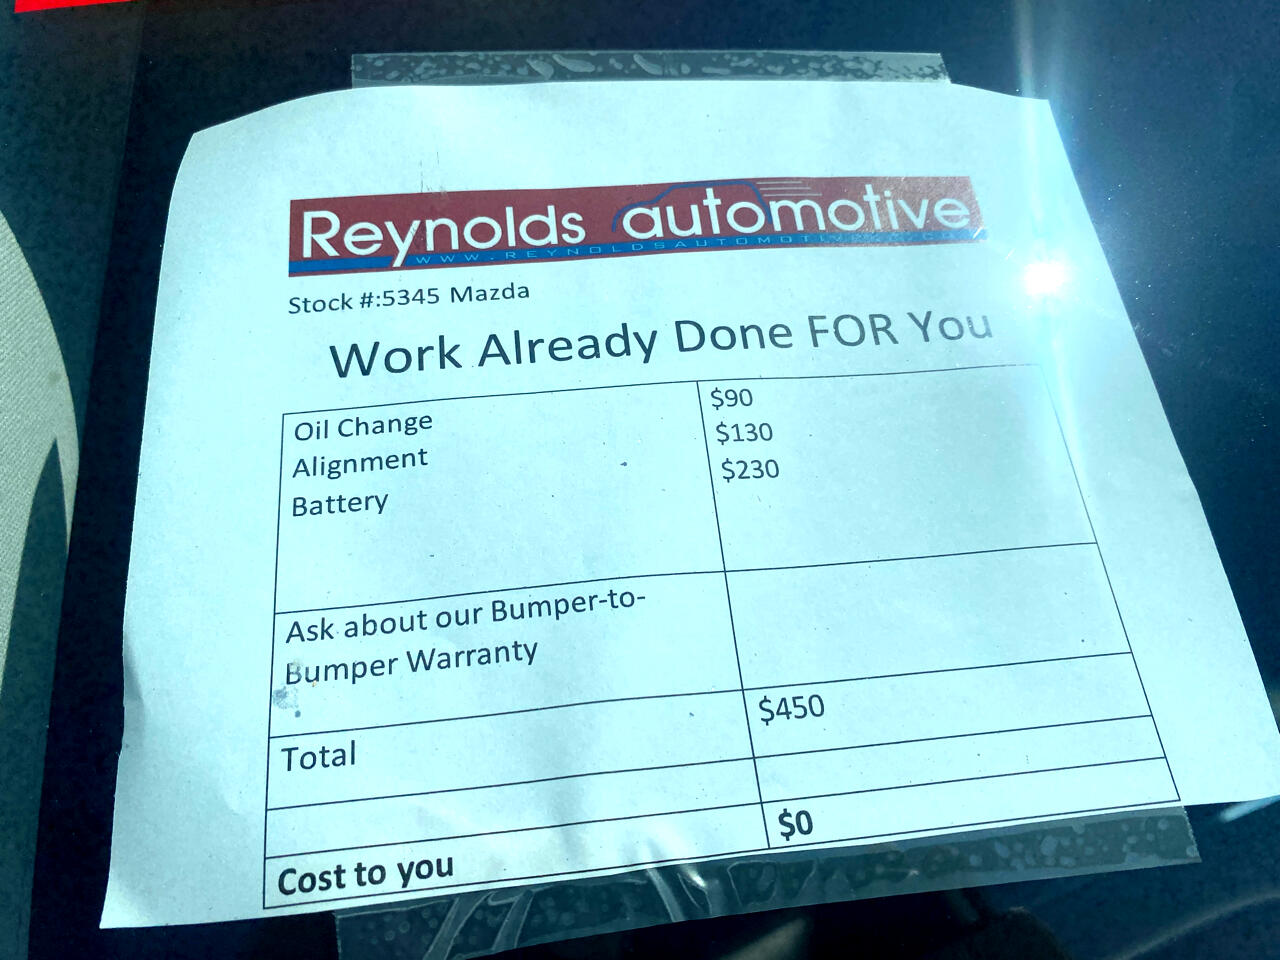 Reynolds automotive
Stock #:5345 Mazda
Work Already Done FOR You
Oil Change $90
Alignment $130
Battery $230
Ask about our Bumper-to-
Bumper Warranty
Total $450
Cost to you $0